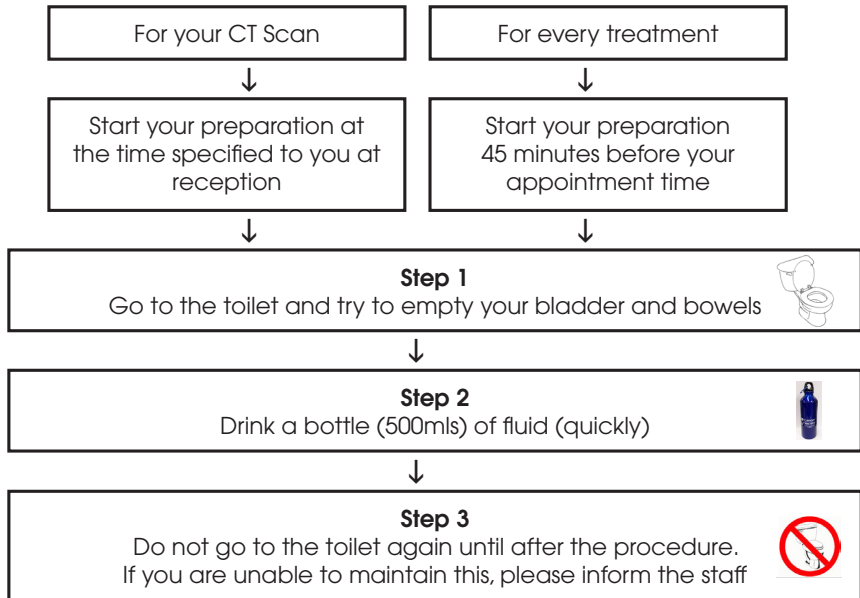 For your CT Scan
For every treatment
Start your preparation at
the time specified to you at
reception
Start your preparation
45 minutes before your
appointment time
Step 1
Go to the toilet and try to empty your bladder and bowels
Step 2
Drink a bottle (500mls) of fluid (quickly)
Step 3
Do not go to the toilet again until after the procedure.
If you are unable to maintain this, please inform the staff